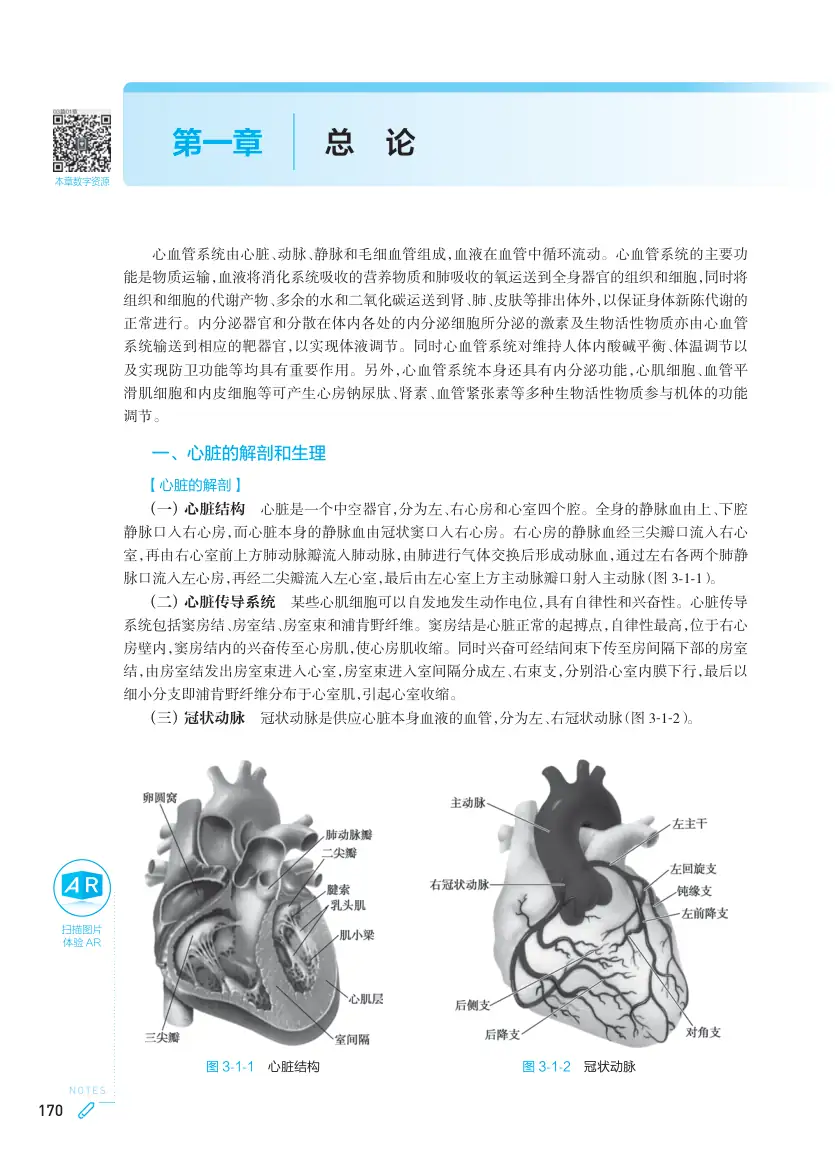 第一章 总 论
本章数字资源
心血管系统由心脏、动脉、静脉和毛细血管组成,血液在血管中循环流动。心血管系统的主要功
能是物质运输,血液将消化系统吸收的营养物质和肺吸收的氧运送到全身器官的组织和细胞,同时将
组织和细胞的代谢产物、多余的水和二氧化碳运送到肾、肺、皮肤等排出体外,以保证身体新陈代谢的
正常进行。内分泌器官和分散在体内各处的内分泌细胞所分泌的激素及生物活性物质亦由心血管
系统输送到相应的靶器官,以实现体液调节。同时心血管系统对维持人体内酸碱平衡、体温调节以
及实现防卫功能等均具有重要作用。另外,心血管系统本身还具有内分泌功能,心肌细胞、血管平
滑肌细胞和内皮细胞等可产生心房钠尿肽、肾素、血管紧张素等多种生物活性物质参与机体的功能
调节。
一、心脏的解剖和生理
【心脏的解剖】
(一)心脏结构 心脏是一个中空器官,分为左、右心房和心室四个腔。全身的静脉血由上、下腔
静脉口入右心房,而心脏本身的静脉血由冠状窦口入右心房。右心房的静脉血经三尖瓣口流入右心
室,再由右心室前上方肺动脉瓣流入肺动脉,由肺进行气体交换后形成动脉血,通过左右各两个肺静
脉口流入左心房,再经二尖瓣流入左心室,最后由左心室上方主动脉瓣口射入主动脉(图 3-1-1)。
(二)心脏传导系统 某些心肌细胞可以自发地发生动作电位,具有自律性和兴奋性。心脏传导
系统包括窦房结、房室结、房室束和浦肯野纤维。窦房结是心脏正常的起搏点,自律性最高,位于右心
房壁内,窦房结内的兴奋传至心房肌,使心房肌收缩。同时兴奋可经结间束下传至房间隔下部的房室
结,由房室结发出房室束进入心室,房室束进入室间隔分成左、右束支,分别沿心室内膜下行,最后以
细小分支即浦肯野纤维分布于心室肌,引起心室收缩。
(三)冠状动脉 冠状动脉是供应心脏本身血液的血管,分为左、右冠状动脉(图 3-1-2)。
卵圆窝
肺动脉瓣
二尖瓣
腱索
乳头肌
肌小梁
心肌层
室间隔
三尖瓣
图 3-1-1 心脏结构
主动脉
左主干
左回旋支
钝缘支
左前降支
右冠状动脉
后侧支
后降支
对角支
图 3-1-2 冠状动脉
AR
扫描图片
体验 AR
NOTES
170